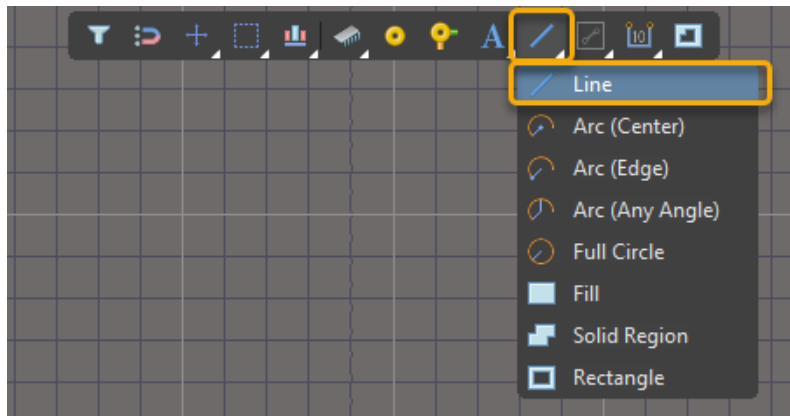 A
10
Line
Arc (Center)
Arc (Edge)
Arc (Any Angle)
Full Circle
Fill
Solid Region
Rectangle